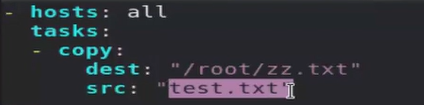 - hosts: all
  tasks:
  - copy:
      dest: "/root/zz.txt"
      src: "test.txt"